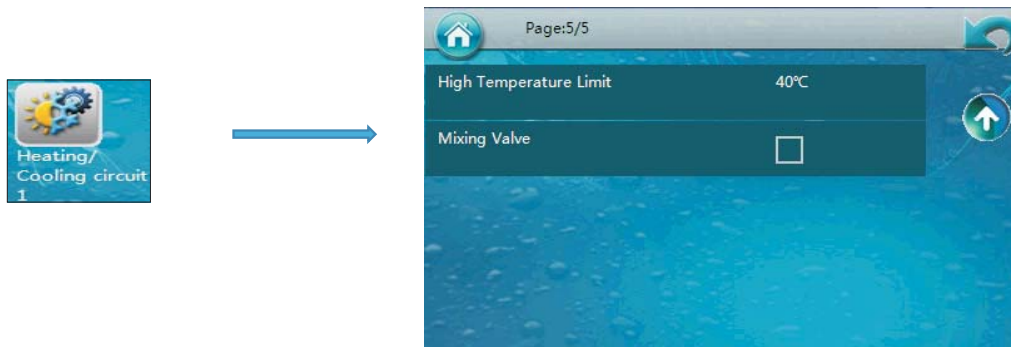 Heating/
Cooling circuit
1
Page:5/5
High Temperature Limit 40℃
Mixing Valve